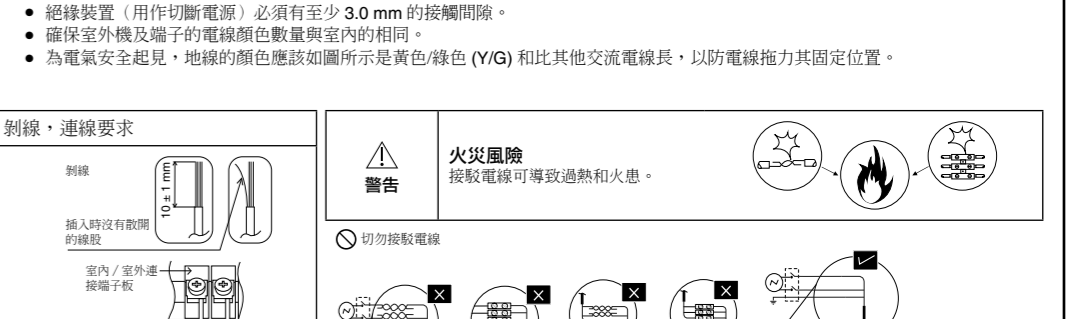 ● 絕緣裝置（用作切斷電源）必須有至少 3.0 mm 的接觸間隙。
● 確保室外機及端子的電線顏色數量與室內的相同。
● 為電氣安全起見，地線的顏色應該如圖所示是黃色/綠色 (Y/G) 和比其他交流電線長，以防電線拖力其固定位置。
剝線，連線要求
剝線
10 ± 1 mm
插入時沒有散開
的線股
室內 / 室外連
接端子板
警告
火災風險
接駁電線可導致過熱和火患。
切勿接駁電線